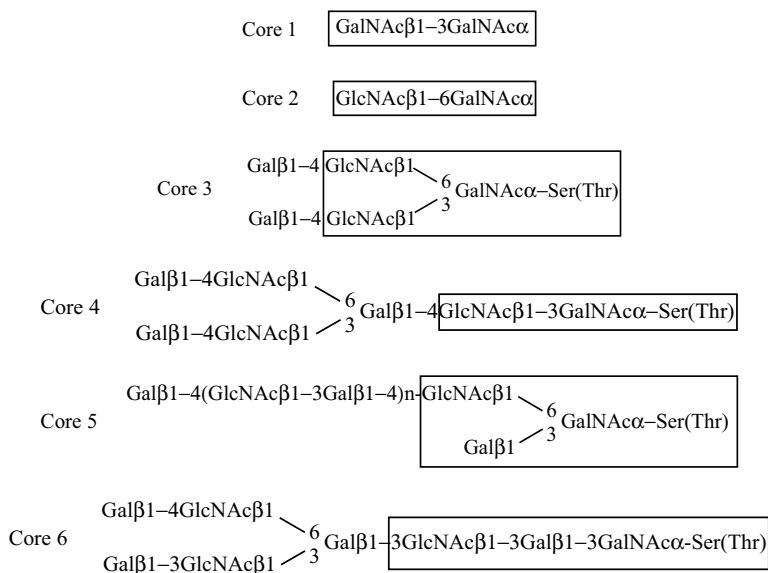 Core 1 GalNAcβ1–3GalNAcα
Core 2 GlcNAcβ1–6GalNAcα
Galβ1–4 GlcNAcβ1
Core 3 6 3 GalNAcα–Ser(Thr)
Galβ1–4 GlcNAcβ1
Galβ1–4GlcNAcβ1
Core 4 6 3 Galβ1–4 GlcNAcβ1–3GalNAcα–Ser(Thr)
Galβ1–4GlcNAcβ1
Galβ1–4(GlcNAcβ1–3Galβ1–4)n-GlcNAcβ1
Core 5 6 3 GalNAcα–Ser(Thr)
Galβ1
Galβ1–4GlcNAcβ1
Core 6 6 3 Galβ1–3GlcNAcβ1–3Galβ1–3GalNAcα-Ser(Thr)
Galβ1–3GlcNAcβ1